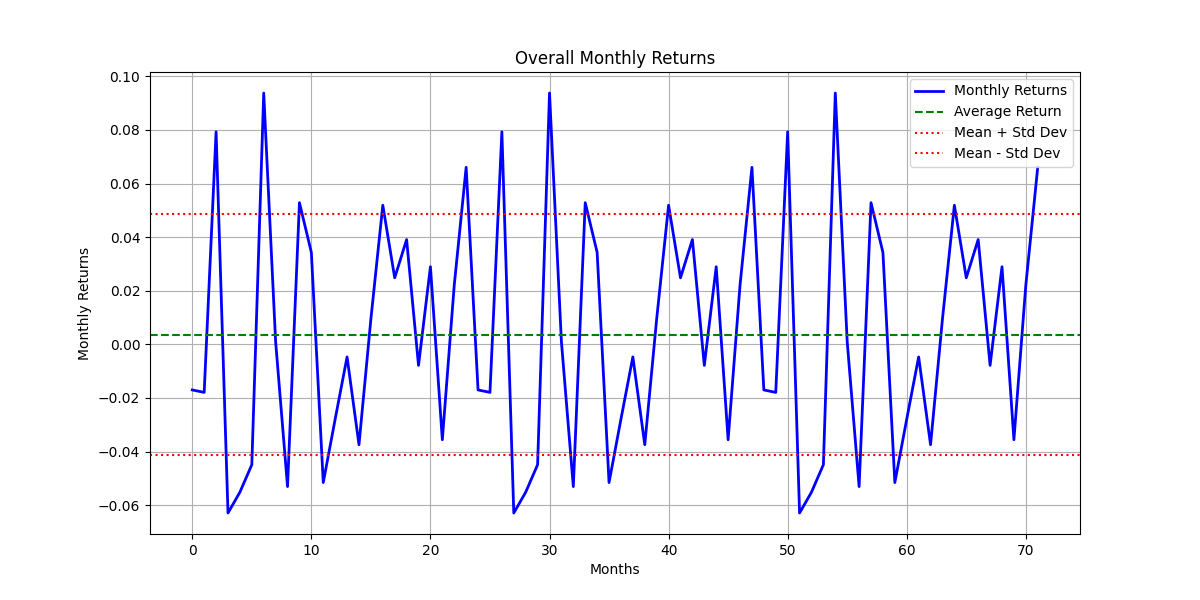 Overall Monthly Returns
Monthly Returns
Average Return
Mean + Std Dev
Mean - Std Dev
Monthly Returns
0.10
0.08
0.06
0.04
0.02
0.00
−0.02
−0.04
−0.06
0 10 20 30 40 50 60 70
Months